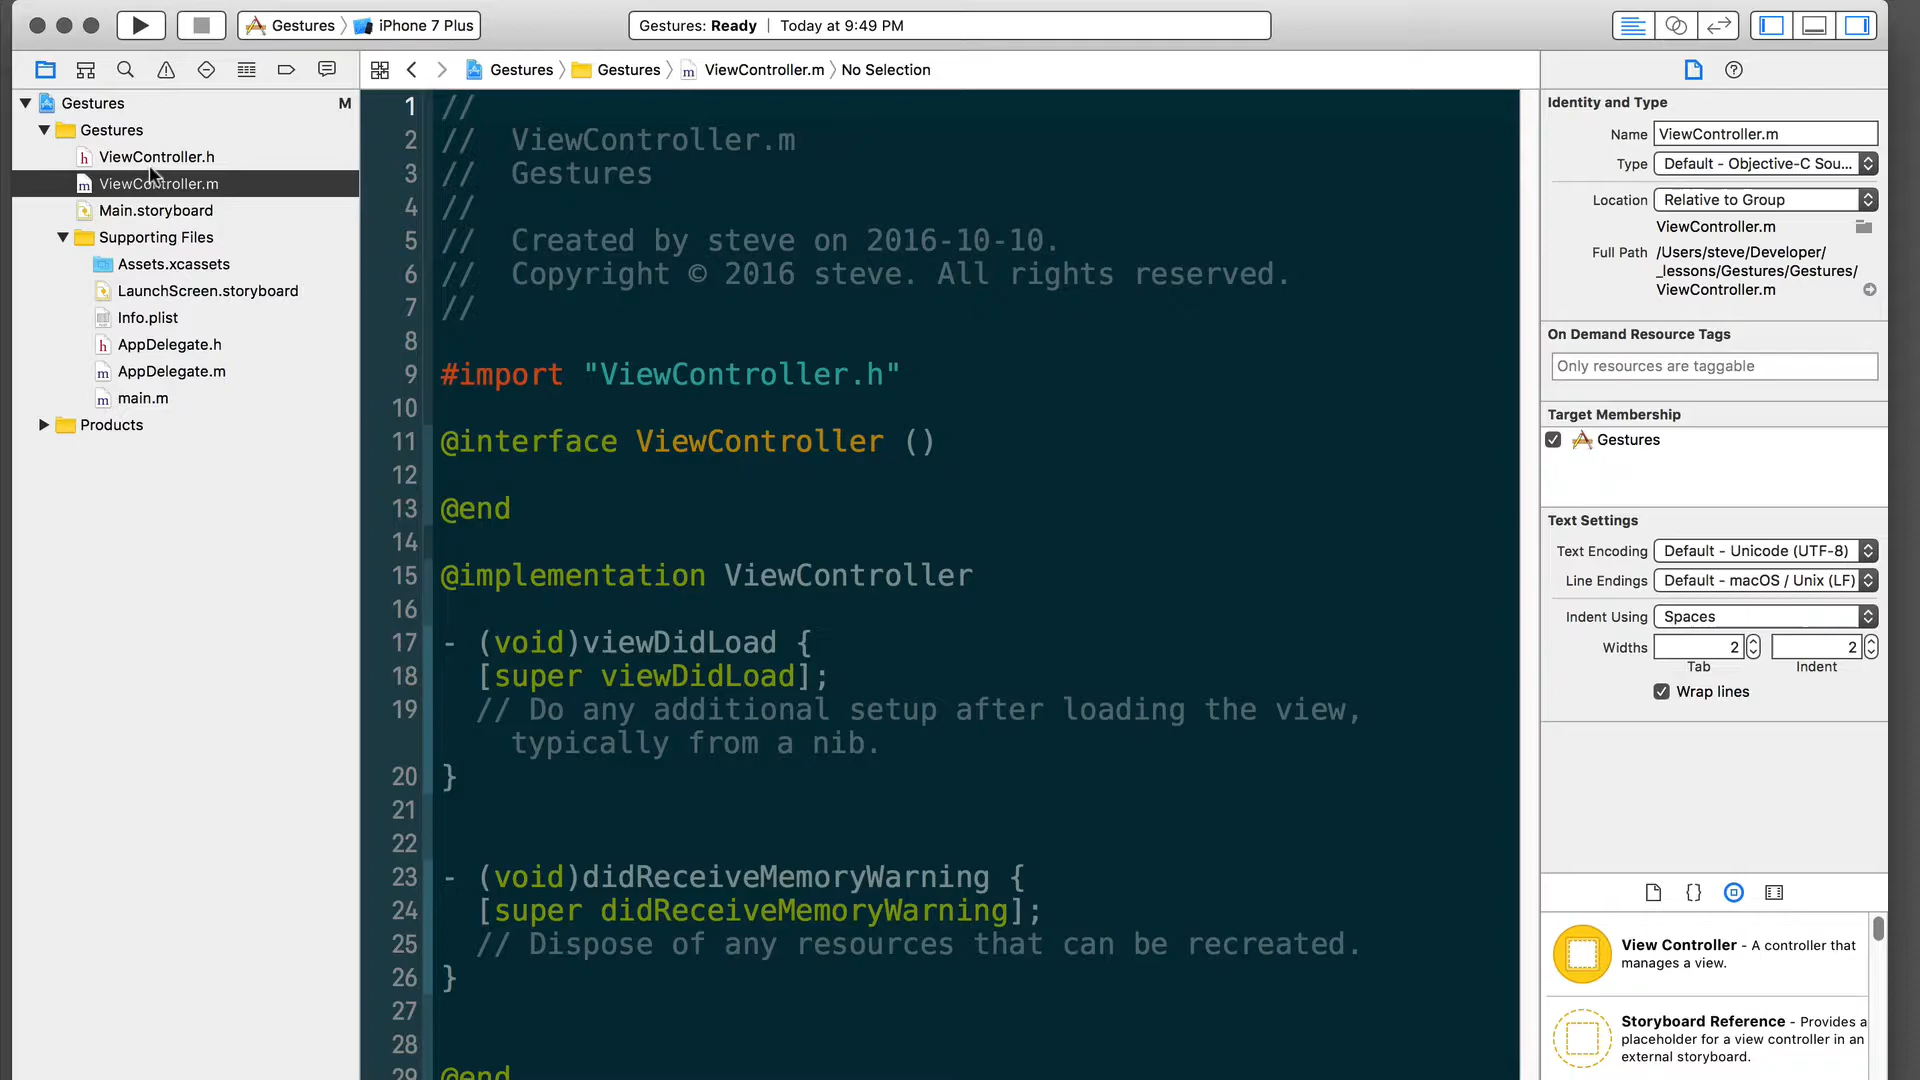 Gestures
iPhone 7 Plus
Gestures: Ready | Today at 9:49 PM
Gestures
Gestures
ViewController.m
No Selection
Gestures
M
Gestures
h ViewController.h
m ViewController.m
Main.storyboard
Supporting Files
Assets.xcassets
LaunchScreen.storyboard
Info.plist
h AppDelegate.h
m AppDelegate.m
m main.m
Products
1 //
2 //  ViewController.m
3 //  Gestures
4 //
5 //  Created by steve on 2016-10-10.
6 //  Copyright © 2016 steve. All rights reserved.
7 //
8
9 #import "ViewController.h"
10
11 @interface ViewController ()
12
13 @end
14
15 @implementation ViewController
16
17 - (void)viewDidLoad {
18   [super viewDidLoad];
19   // Do any additional setup after loading the view,
typically from a nib.
20 }
21
22
23 - (void)didReceiveMemoryWarning {
24   [super didReceiveMemoryWarning];
25   // Dispose of any resources that can be recreated.
26 }
27
28
29 @end
Identity and Type
Name ViewController.m
Type Default - Objective-C Sou...
Location Relative to Group
ViewController.m
Full Path /Users/steve/Developer/
_lessons/Gestures/Gestures/
ViewController.m
On Demand Resource Tags
Only resources are taggable
Target Membership
Gestures
Text Settings
Text Encoding Default - Unicode (UTF-8)
Line Endings Default - macOS / Unix (LF)
Indent Using Spaces
Widths 2 2
Tab Indent
Wrap lines
{}
View Controller - A controller that
manages a view.
Storyboard Reference - Provides a
placeholder for a view controller in an
external storyboard.